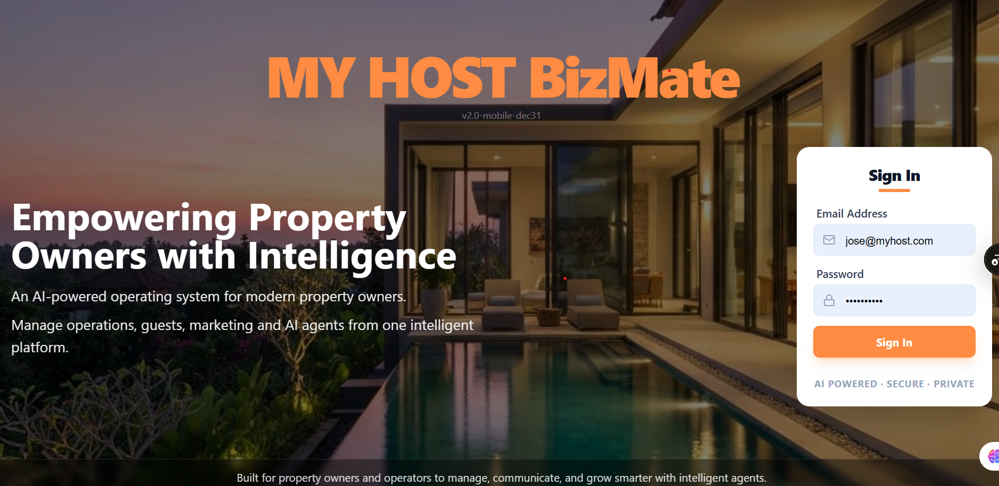 MY HOST BizMate
v2.0-mobile-dec31
Empowering Property
Owners with Intelligence
An AI-powered operating system for modern property owners.
Manage operations, guests, marketing and AI agents from one intelligent
platform.
Sign In
Email Address
jose@myhost.com
Password
••••••••••
Sign In
AI POWERED · SECURE · PRIVATE
Built for property owners and operators to manage, communicate, and grow smarter with intelligent agents.